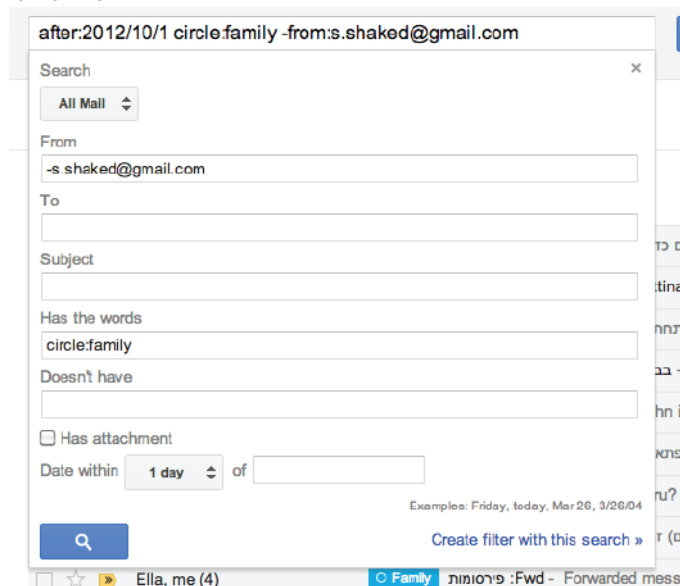 after:2012/10/1 circle:family -from:s.shaked@gmail.com
Search
×
All Mail
From
-s.shaked@gmail.com
To
Subject
Has the words
circle:family
Doesn't have
Has attachment
Date within 1 day of
Examples: Friday, today, Mar 26, 3/26/04
Create filter with this search »
Ella, me (4) Family Fwd: פירסומות - Forwarded mess